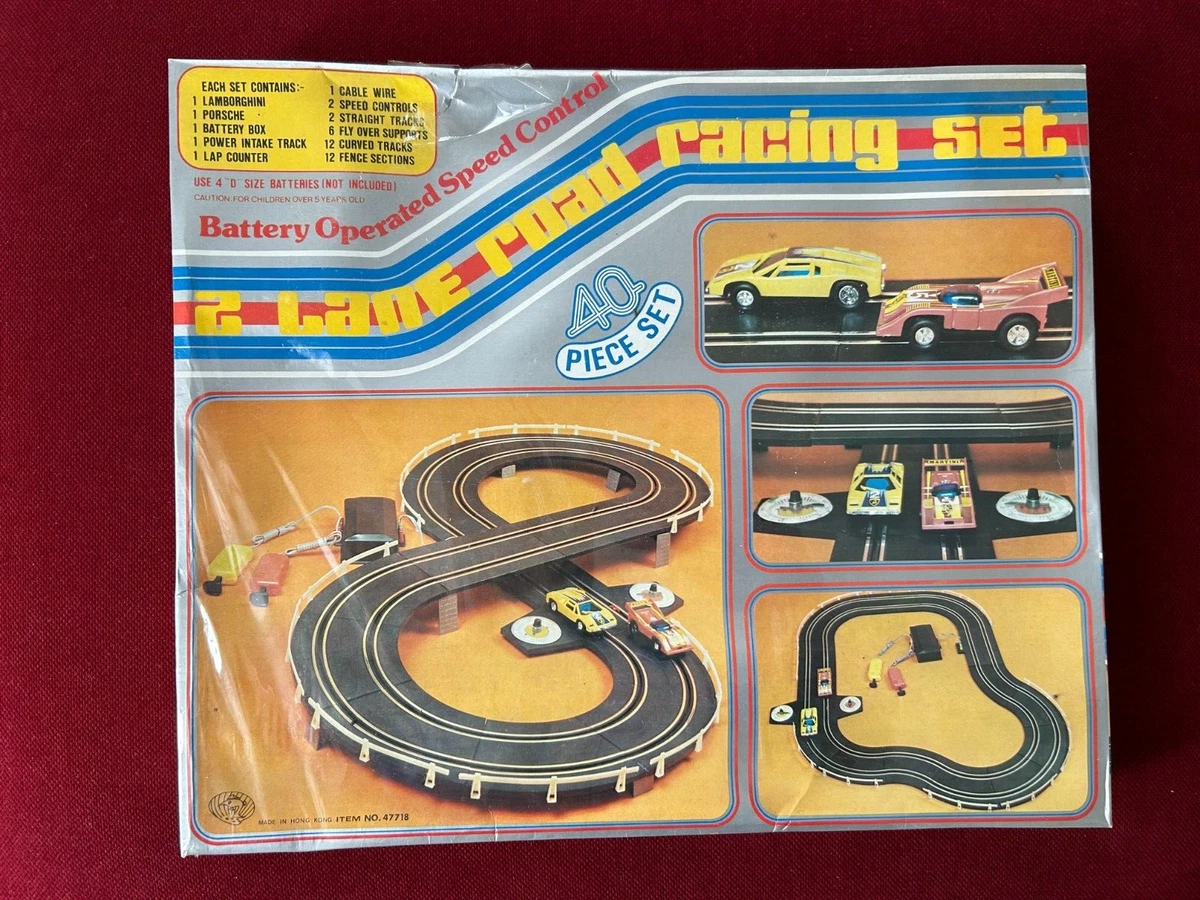 EACH SET CONTAINS:-
1 LAMBORGHINI
1 PORSCHE
1 BATTERY BOX
1 POWER INTAKE TRACK
1 LAP COUNTER
1 CABLE WIRE
2 SPEED CONTROLS
2 STRAIGHT TRACKS
6 FLY OVER SUPPORTS
12 CURVED TRACKS
12 FENCE SECTIONS
USE 4 "D" SIZE BATTERIES (NOT INCLUDED)
CAUTION: FOR CHILDREN OVER 5 YEARS OLD
Battery Operated Speed Control
2 Lane road racing set
40
PIECE SET
MARTINI
MADE IN HONG KONG ITEM NO. 47718